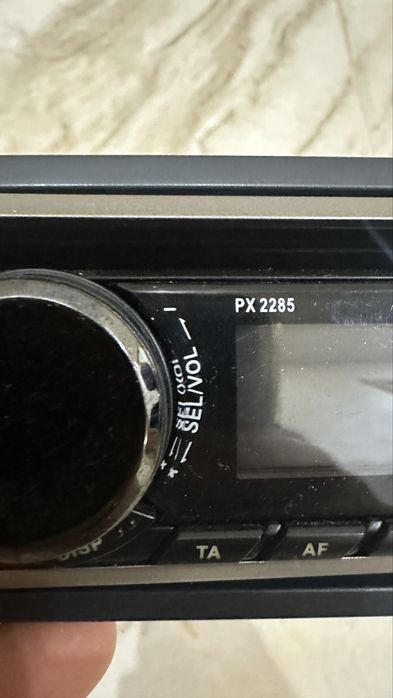 PX 2285
SEL/VOL
DISP
TA
AF